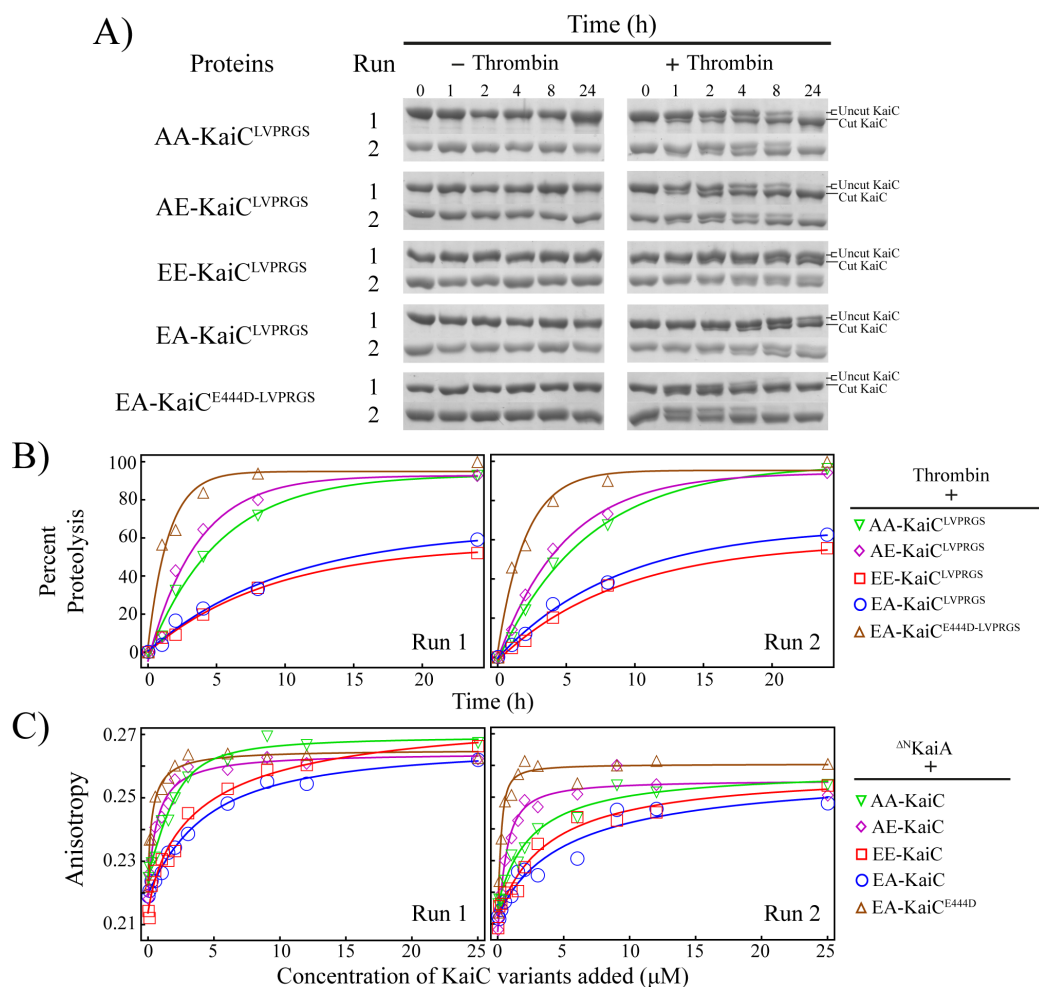 A)
Time (h)
Proteins Run − Thrombin + Thrombin
0 1 2 4 8 24 0 1 2 4 8 24
AA-KaiC^LVPRGS 1 Uncut KaiC
Cut KaiC
2
AE-KaiC^LVPRGS 1 Uncut KaiC
Cut KaiC
2
EE-KaiC^LVPRGS 1 Uncut KaiC
Cut KaiC
2
EA-KaiC^LVPRGS 1 Uncut KaiC
Cut KaiC
2
EA-KaiC^E444D-LVPRGS 1 Uncut KaiC
Cut KaiC
2
B)
Percent
Proteolysis
100
80
60
40
20
0
Run 1
Run 2
0 5 10 15 20 0 5 10 15 20
Time (h)
Thrombin
+
AA-KaiC^LVPRGS
AE-KaiC^LVPRGS
EE-KaiC^LVPRGS
EA-KaiC^LVPRGS
EA-KaiC^E444D-LVPRGS
C)
Anisotropy
0.27
0.25
0.23
0.21
Run 1
Run 2
0 5 10 15 20 25 0 5 10 15 20 25
Concentration of KaiC variants added (µM)
^ΔN KaiA
+
AA-KaiC
AE-KaiC
EE-KaiC
EA-KaiC
EA-KaiC^E444D